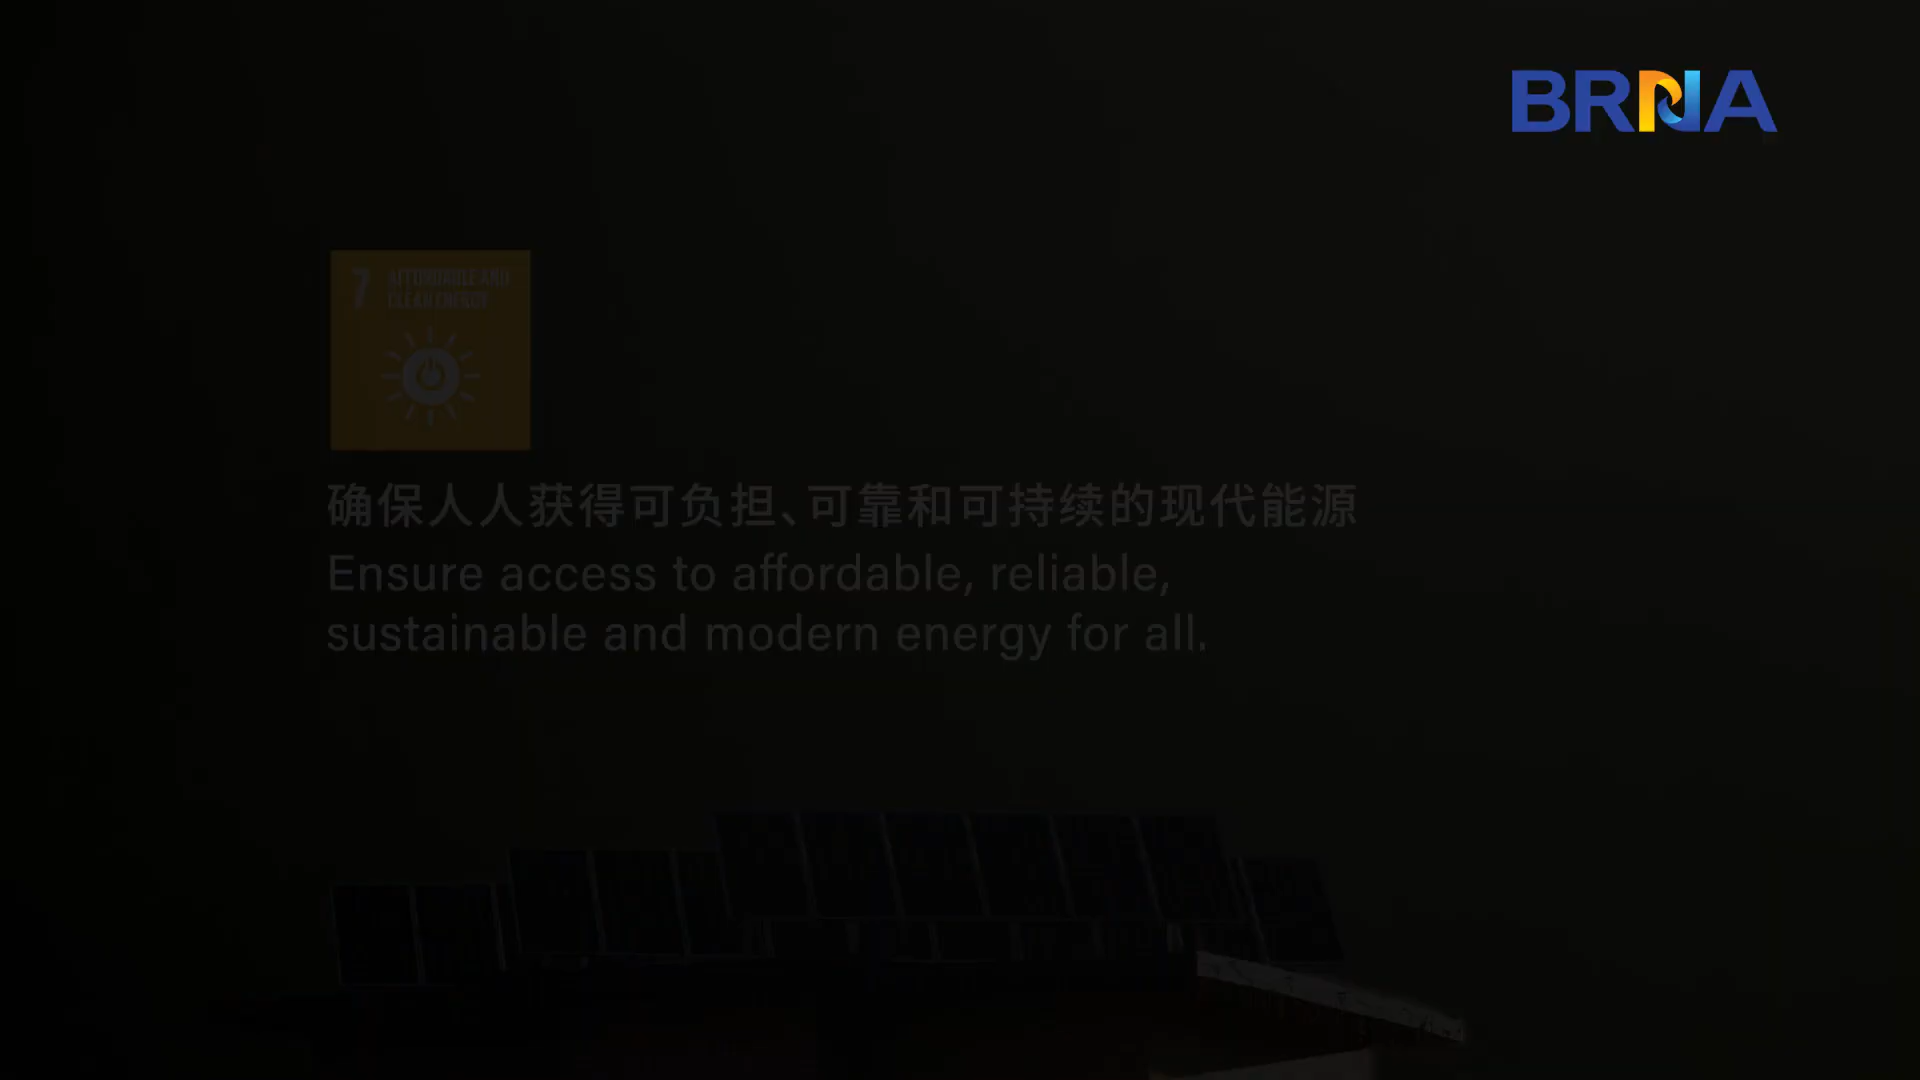 BRNA
7 AFFORDABLE AND
CLEAN ENERGY
确保人人获得可负担、可靠和可持续的现代能源
Ensure access to affordable, reliable,
sustainable and modern energy for all.